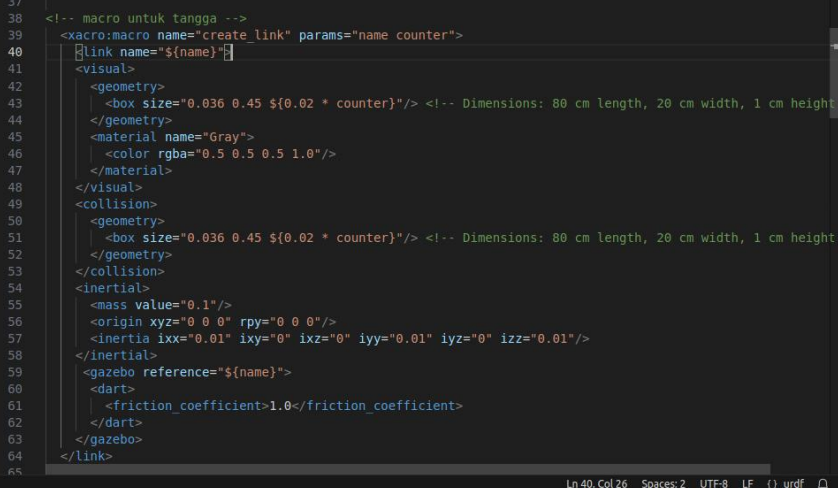 37
38 <!-- macro untuk tangga -->
39 <xacro:macro name="create_link" params="name counter">
40 <link name="${name}">
41 <visual>
42 <geometry>
43 <box size="0.036 0.45 ${0.02 * counter}"/> <!-- Dimensions: 80 cm length, 20 cm width, 1 cm height
44 </geometry>
45 <material name="Gray">
46 <color rgba="0.5 0.5 0.5 1.0"/>
47 </material>
48 </visual>
49 <collision>
50 <geometry>
51 <box size="0.036 0.45 ${0.02 * counter}"/> <!-- Dimensions: 80 cm length, 20 cm width, 1 cm height
52 </geometry>
53 </collision>
54 <inertial>
55 <mass value="0.1"/>
56 <origin xyz="0 0 0" rpy="0 0 0"/>
57 <inertia ixx="0.01" ixy="0" ixz="0" iyy="0.01" iyz="0" izz="0.01"/>
58 </inertial>
59 <gazebo reference="${name}">
60 <dart>
61 <friction_coefficient>1.0</friction_coefficient>
62 </dart>
63 </gazebo>
64 </link>
65
Ln 40, Col 26 Spaces: 2 UTF-8 LF {} urdf